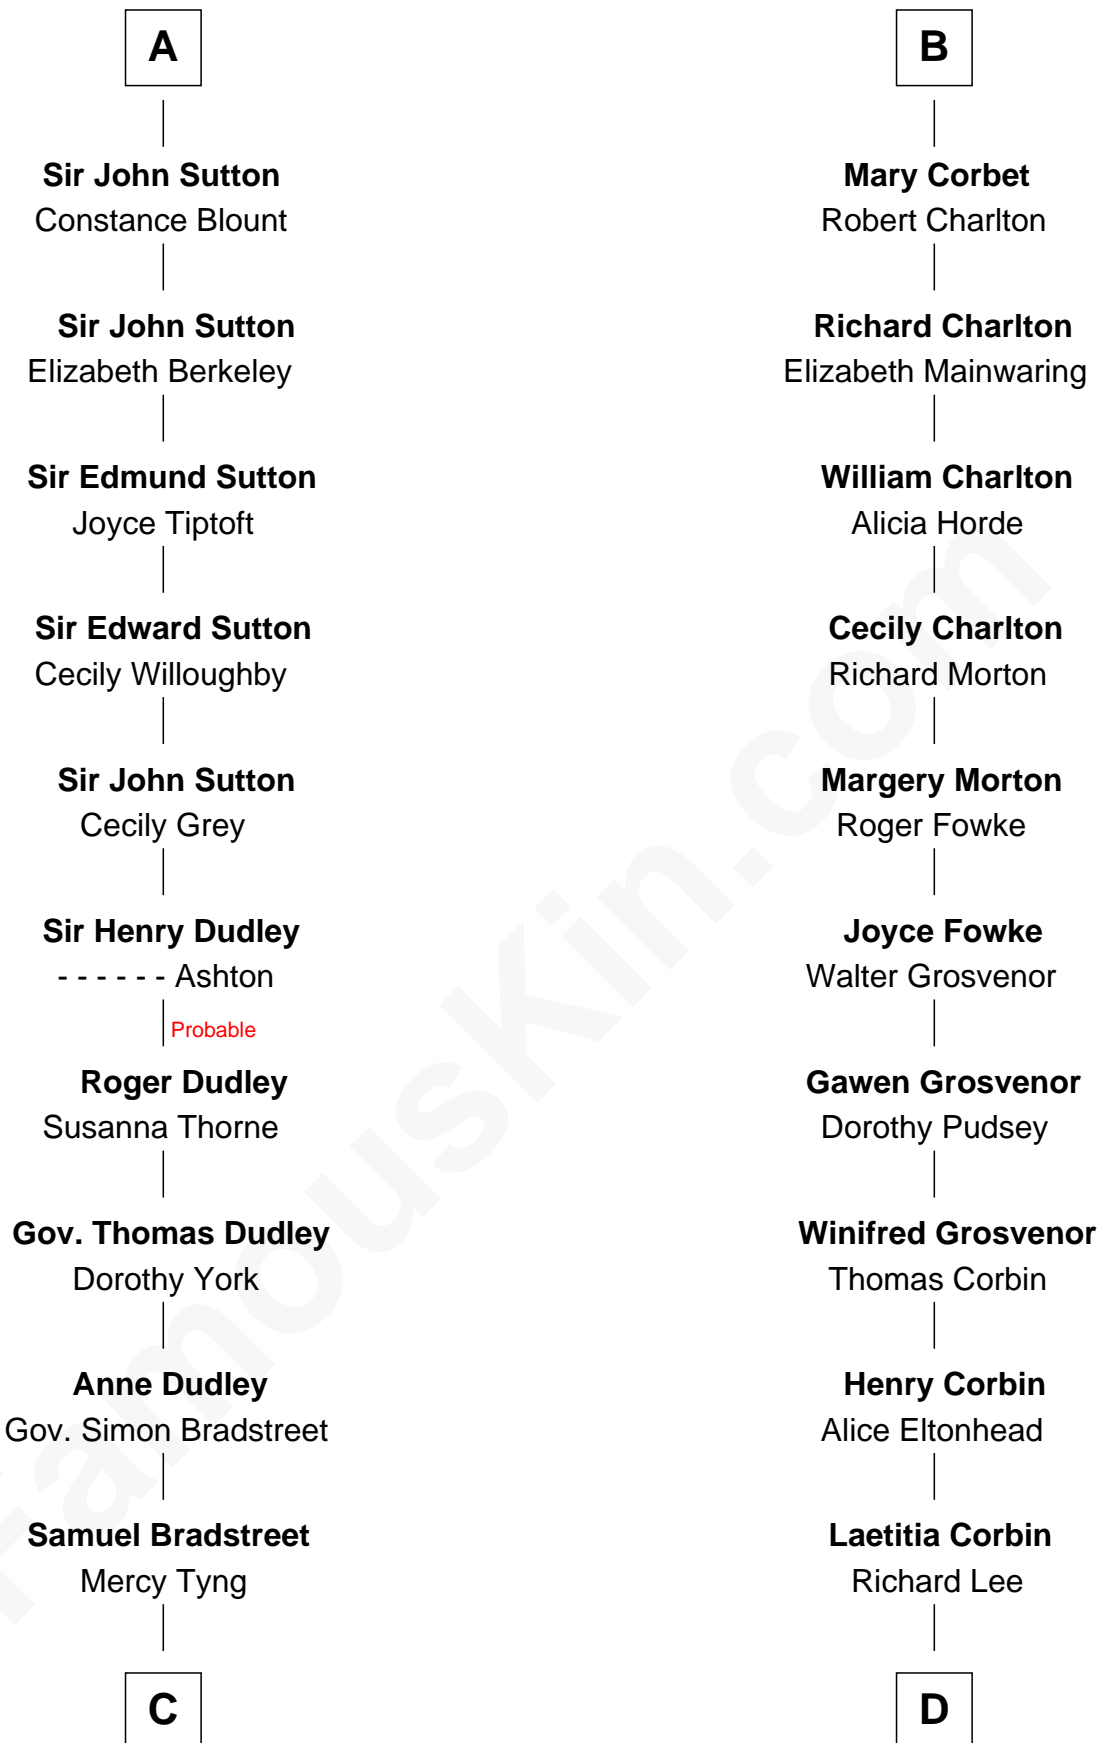 A
Sir John Sutton
Constance Blount
Sir John Sutton
Elizabeth Berkeley
Sir Edmund Sutton
Joyce Tiptoft
Sir Edward Sutton
Cecily Willoughby
Sir John Sutton
Cecily Grey
Sir Henry Dudley
- - - - - - Ashton
Probable
Roger Dudley
Susanna Thorne
Gov. Thomas Dudley
Dorothy York
Anne Dudley
Gov. Simon Bradstreet
Samuel Bradstreet
Mercy Tyng
C
B
Mary Corbet
Robert Charlton
Richard Charlton
Elizabeth Mainwaring
William Charlton
Alicia Horde
Cecily Charlton
Richard Morton
Margery Morton
Roger Fowke
Joyce Fowke
Walter Grosvenor
Gawen Grosvenor
Dorothy Pudsey
Winifred Grosvenor
Thomas Corbin
Henry Corbin
Alice Eltonhead
Laetitia Corbin
Richard Lee
D
FamousKin.com